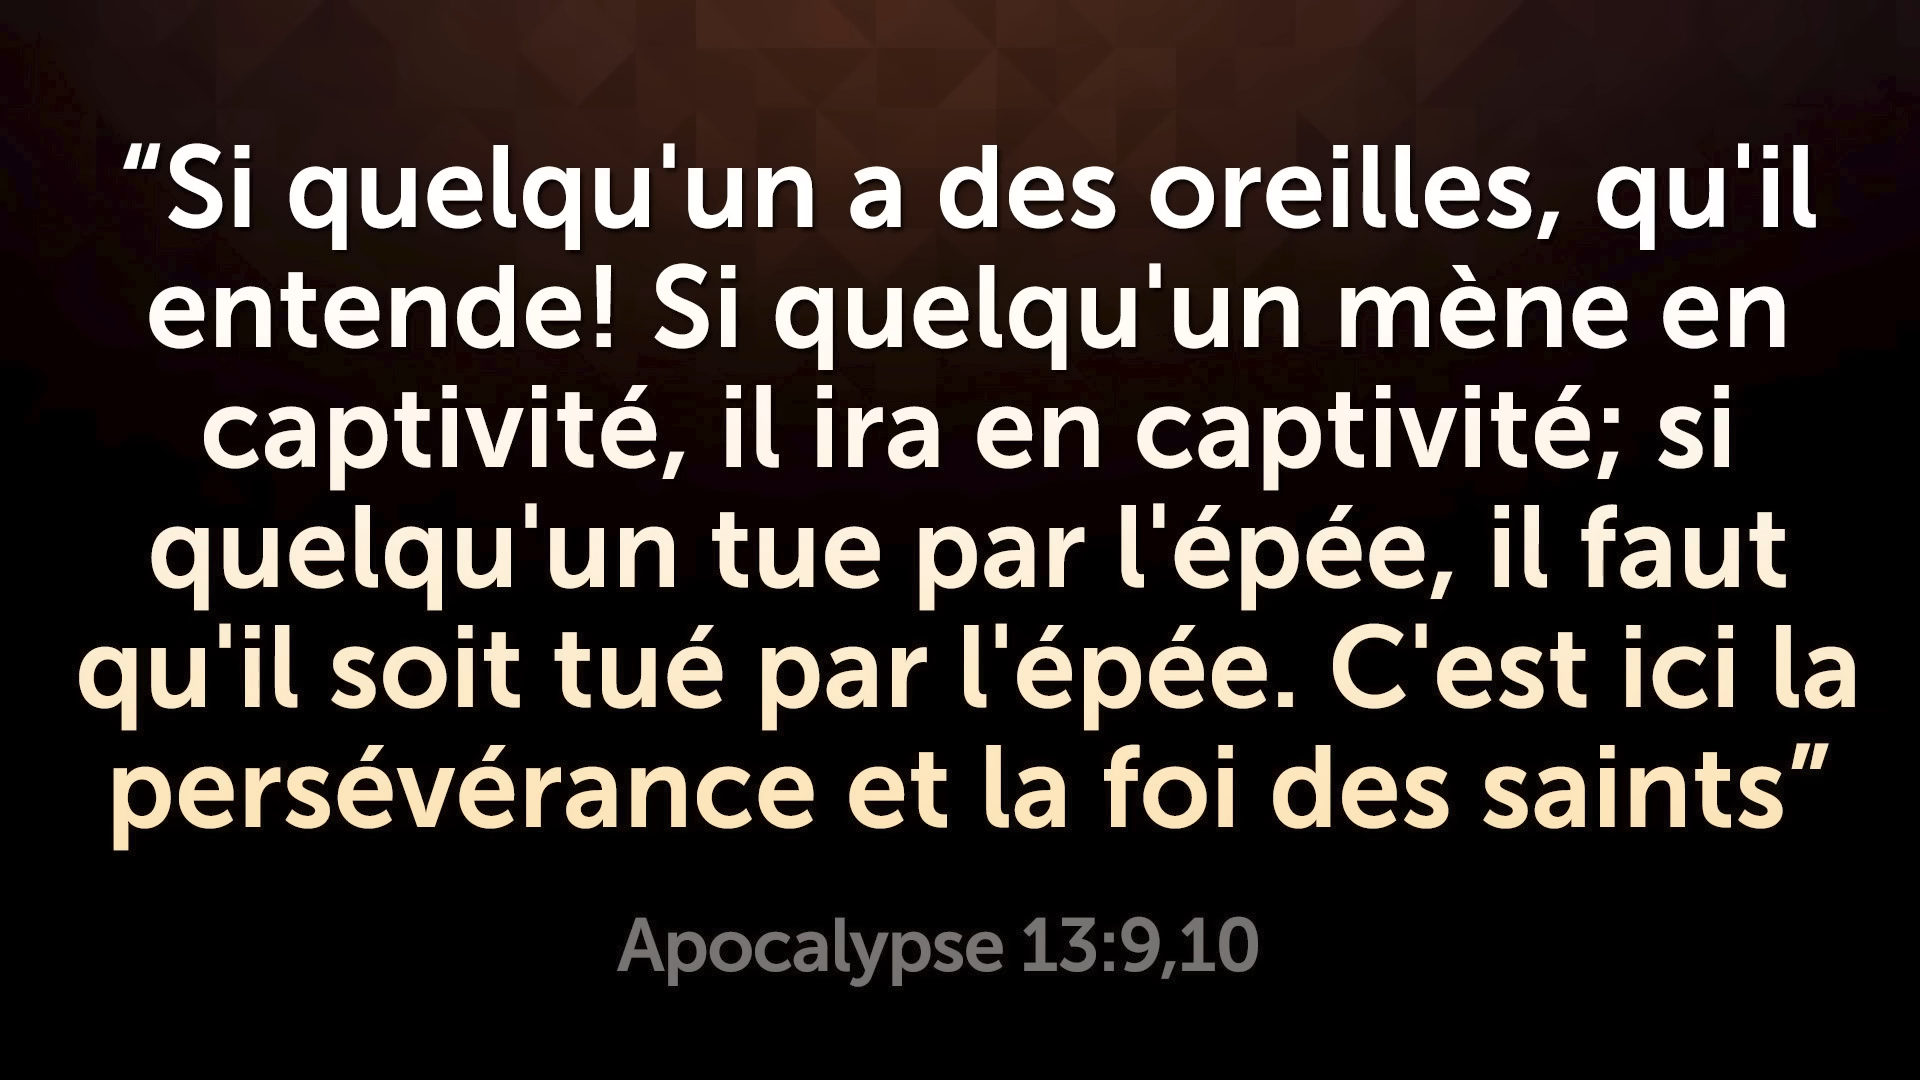 “Si quelqu'un a des oreilles, qu'il
entende! Si quelqu'un mène en
captivité, il ira en captivité; si
quelqu'un tue par l'épée, il faut
qu'il soit tué par l'épée. C'est ici la
persévérance et la foi des saints”
Apocalypse 13:9,10